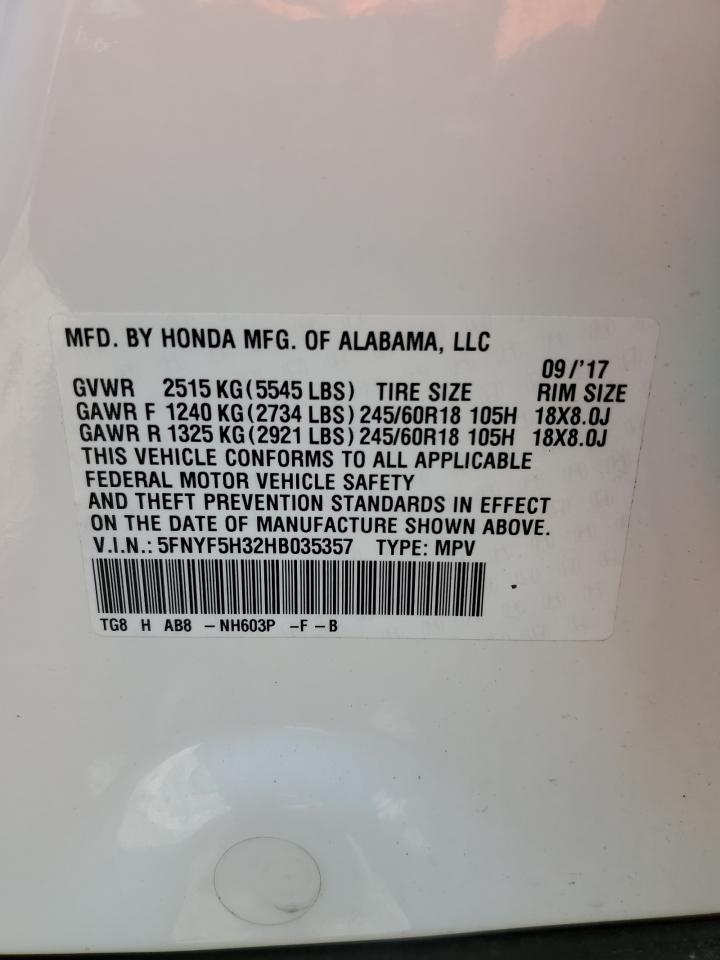 MFD. BY HONDA MFG. OF ALABAMA, LLC
09/'17
GVWR 2515 KG (5545 LBS) TIRE SIZE RIM SIZE
GAWR F 1240 KG (2734 LBS) 245/60R18 105H 18X8.0J
GAWR R 1325 KG (2921 LBS) 245/60R18 105H 18X8.0J
THIS VEHICLE CONFORMS TO ALL APPLICABLE
FEDERAL MOTOR VEHICLE SAFETY
AND THEFT PREVENTION STANDARDS IN EFFECT
ON THE DATE OF MANUFACTURE SHOWN ABOVE.
V.I.N.: 5FNYF5H32HB035357 TYPE: MPV
TG8 H AB8 -NH603P -F-B